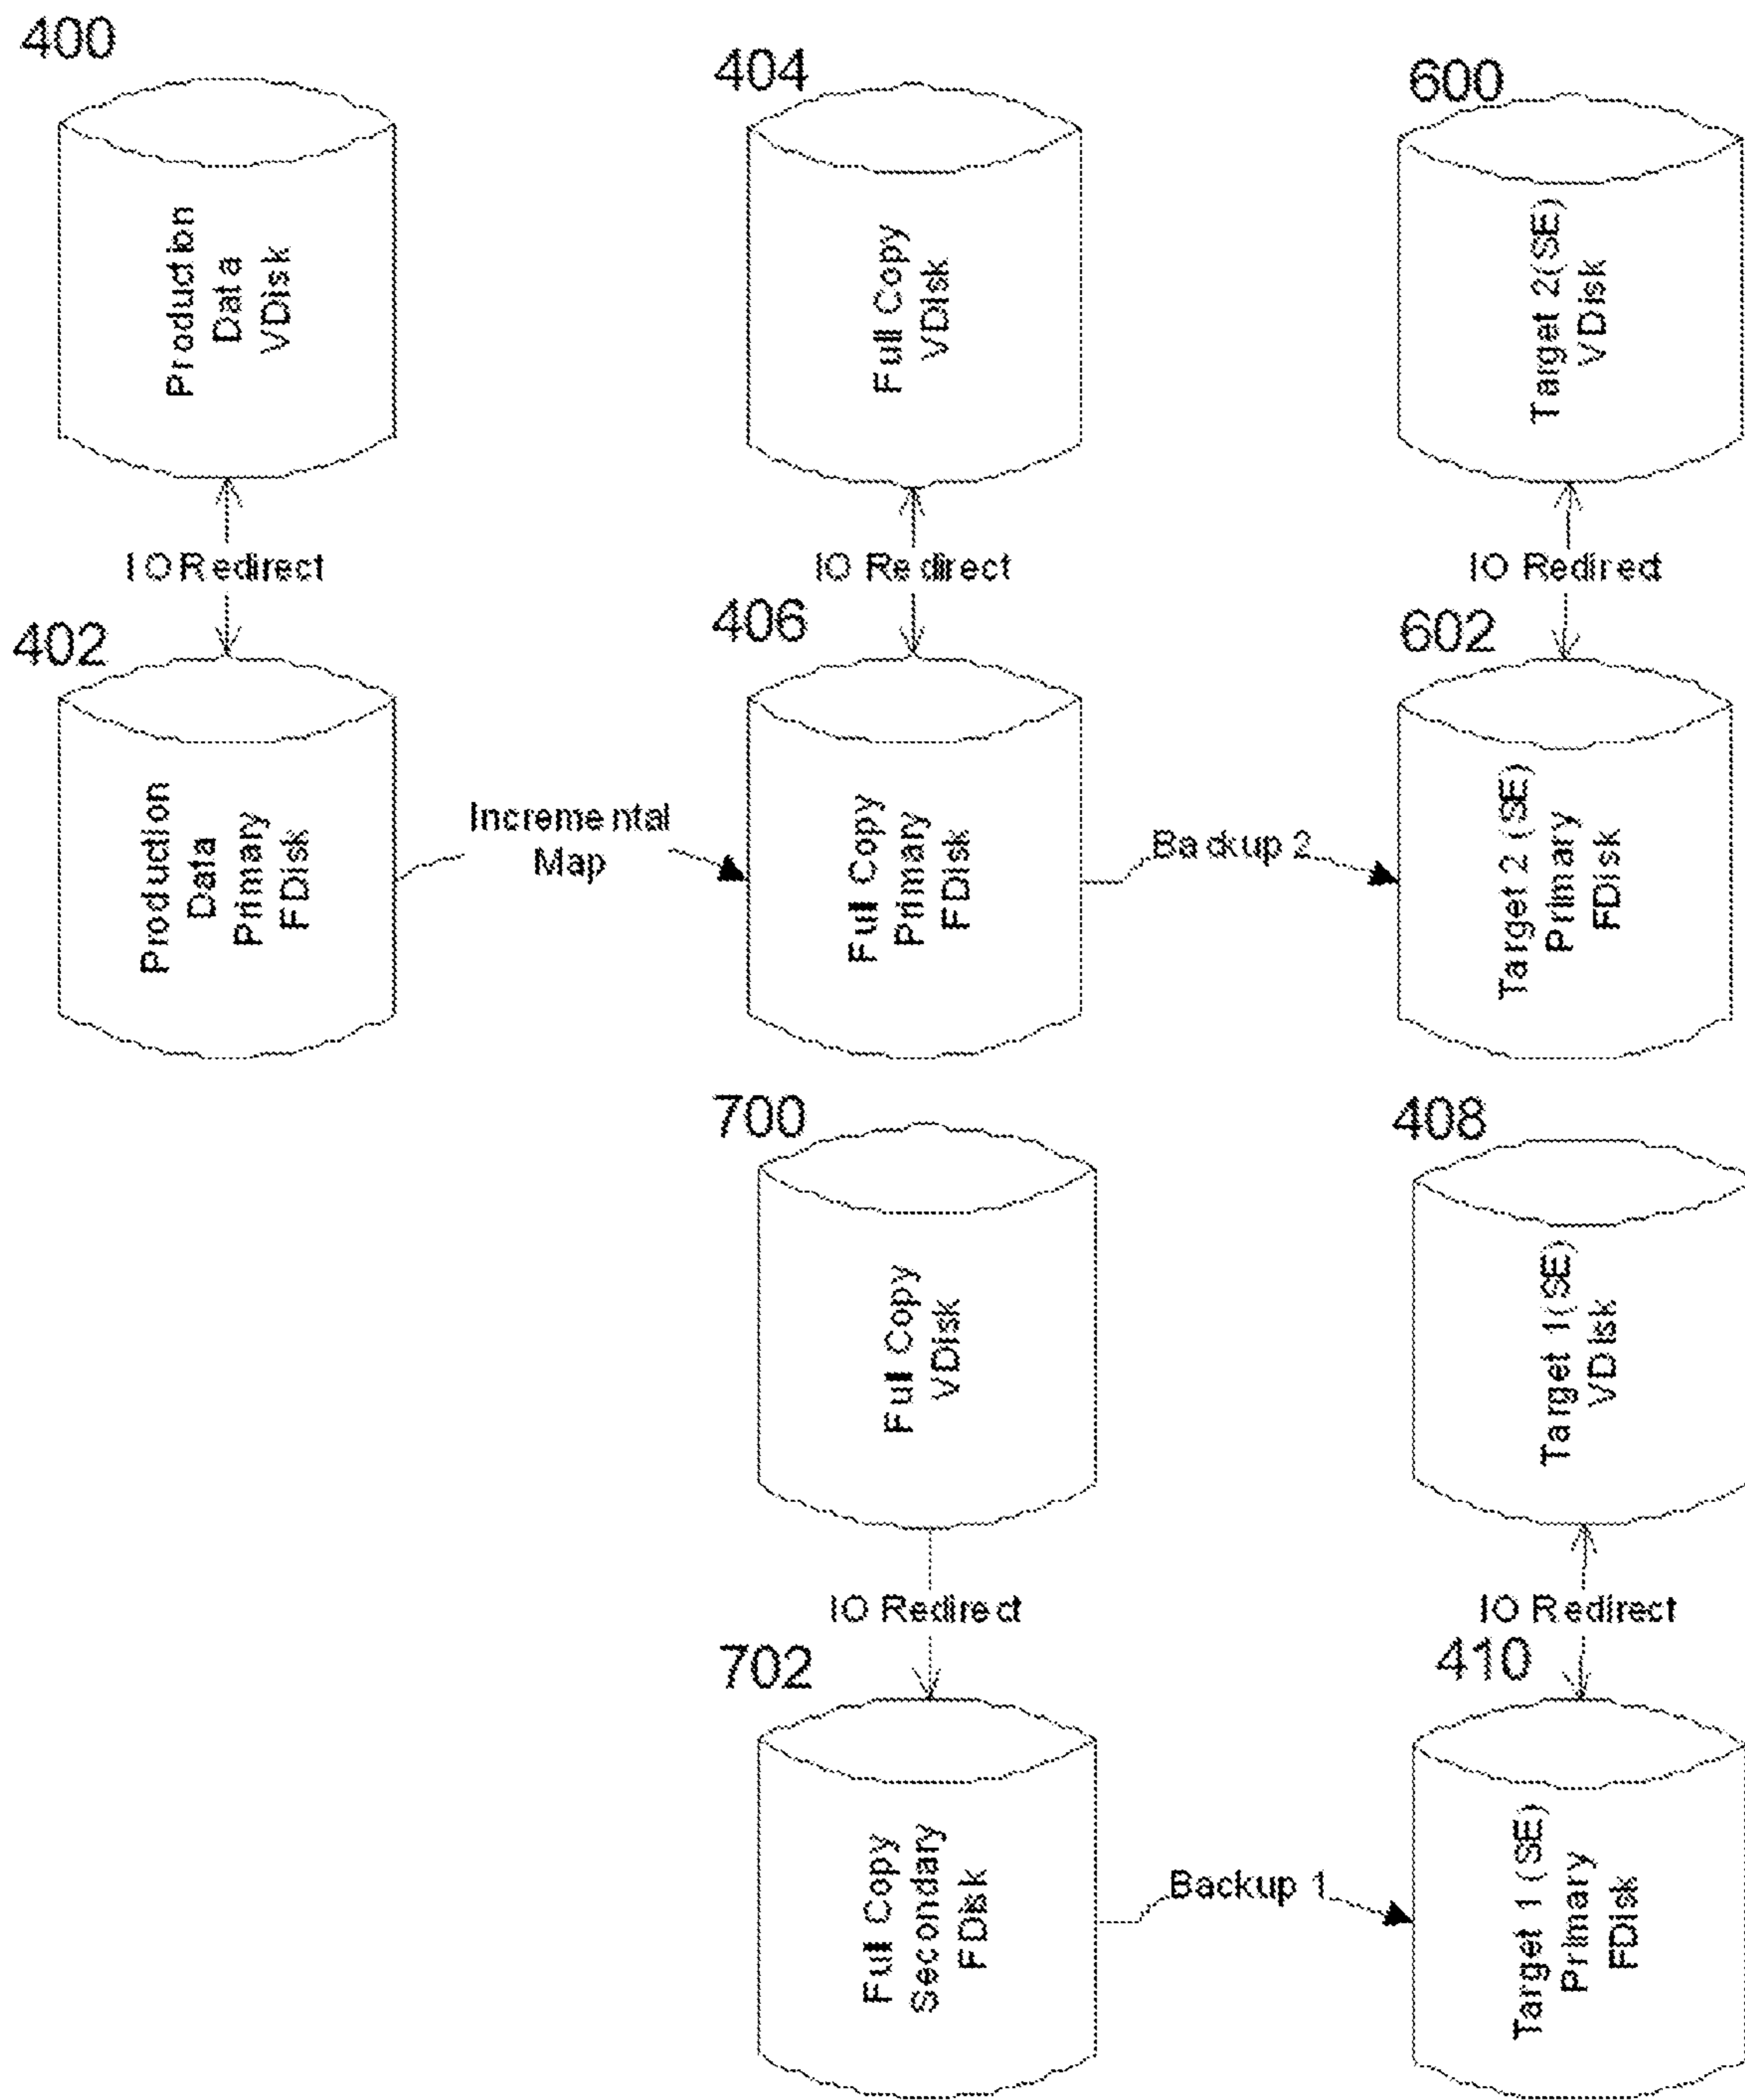 400
404
600
Production
Data
VDisk
Full Copy
VDisk
Target 2(SE)
VDisk
IO Redirect
IO Redirect
IO Redirect
402
406
602
Production
Data
Primary
FDisk
Incremental
Map
Full Copy
Primary
FDisk
Backup 2
Target 2 (SE)
Primary
FDisk
700
408
Full Copy
VDisk
Target 1(SE)
VDisk
IO Redirect
IO Redirect
702
410
Full Copy
Secondary
FDisk
Backup 1
Target 1 (SE)
Primary
FDisk